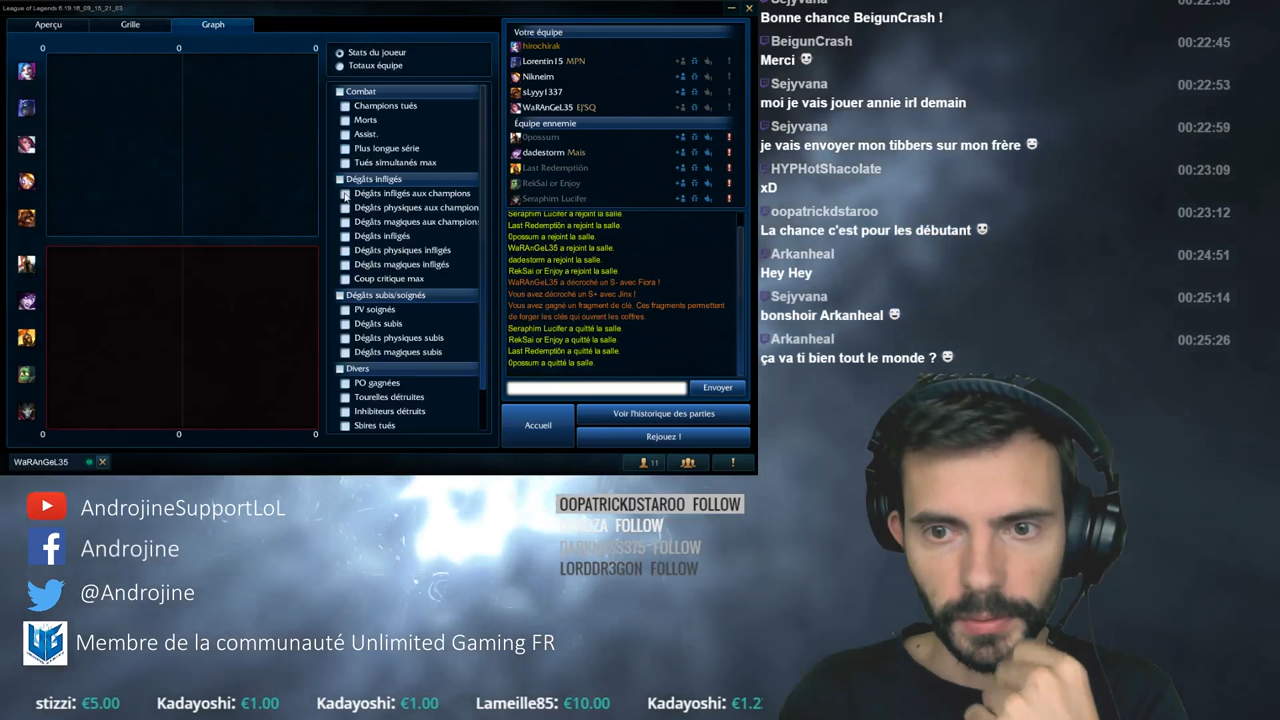 League of Legends 6.19 16_09_15_21_03
Aperçu
Grille
Graph
0
0
0
0
0
0
Stats du joueur
Totaux équipe
Combat
Champions tués
Morts
Assist.
Plus longue série
Tués simultanés max
Dégâts infligés
Dégâts infligés aux champions
Dégâts physiques aux champion
Dégâts magiques aux champions
Dégâts infligés
Dégâts physiques infligés
Dégâts magiques infligés
Coup critique max
Dégâts subis/soignés
PV soignés
Dégâts subis
Dégâts physiques subis
Dégâts magiques subis
Divers
PO gagnées
Tourelles détruites
Inhibiteurs détruits
Sbires tués
Votre équipe
hirochirak
Lorentin15 MPN
Nikneim
sLyyy1337
WaRAnGeL35 EJ'SQ
Équipe ennemie
0possum
dadestorm Mais
Last Redemptiön
RekSai or Enjoy
Seraphim Lucifer
Seraphim Lucifer a rejoint la salle.
Last Redemptiön a rejoint la salle.
0possum a rejoint la salle.
WaRAnGeL35 a rejoint la salle.
dadestorm a rejoint la salle.
RekSai or Enjoy a rejoint la salle.
WaRAnGeL35 a décroché un S- avec Fiora !
Vous avez décroché un S+ avec Jinx !
Vous avez gagné un fragment de clé. Ces fragments permettent
de forger les clés qui ouvrent les coffres.
Seraphim Lucifer a quitté la salle.
RekSai or Enjoy a quitté la salle.
Last Redemptiön a quitté la salle.
0possum a quitté la salle.
Envoyer
Accueil
Voir l'historique des parties
Rejouez !
WaRAnGeL35
11
Sejyvana 00:22:38
Bonne chance BeigunCrash !
BeigunCrash 00:22:45
Merci
Sejyvana 00:22:53
moi je vais jouer annie irl demain
Sejyvana 00:22:59
je vais envoyer mon tibbers sur mon frère
HYPHotShacolate 00:23:09
xD
oopatrickdstaroo 00:23:12
La chance c'est pour les débutant
Arkanheal 00:24:51
Hey Hey
Sejyvana 00:25:14
bonshoir Arkanheal
Arkanheal 00:25:26
ça va ti bien tout le monde ?
AndrojineSupportLoL
Androjine
@Androjine
Membre de la communauté Unlimited Gaming FR
OOPATRICKDSTAROO FOLLOW
FOLLOW
FOLLOW
LORDDR3GON FOLLOW
stizzi: €5.00 Kadayoshi: €1.00 Kadayoshi: €1.00 Lameille85: €10.00 Kadayoshi: €1.2